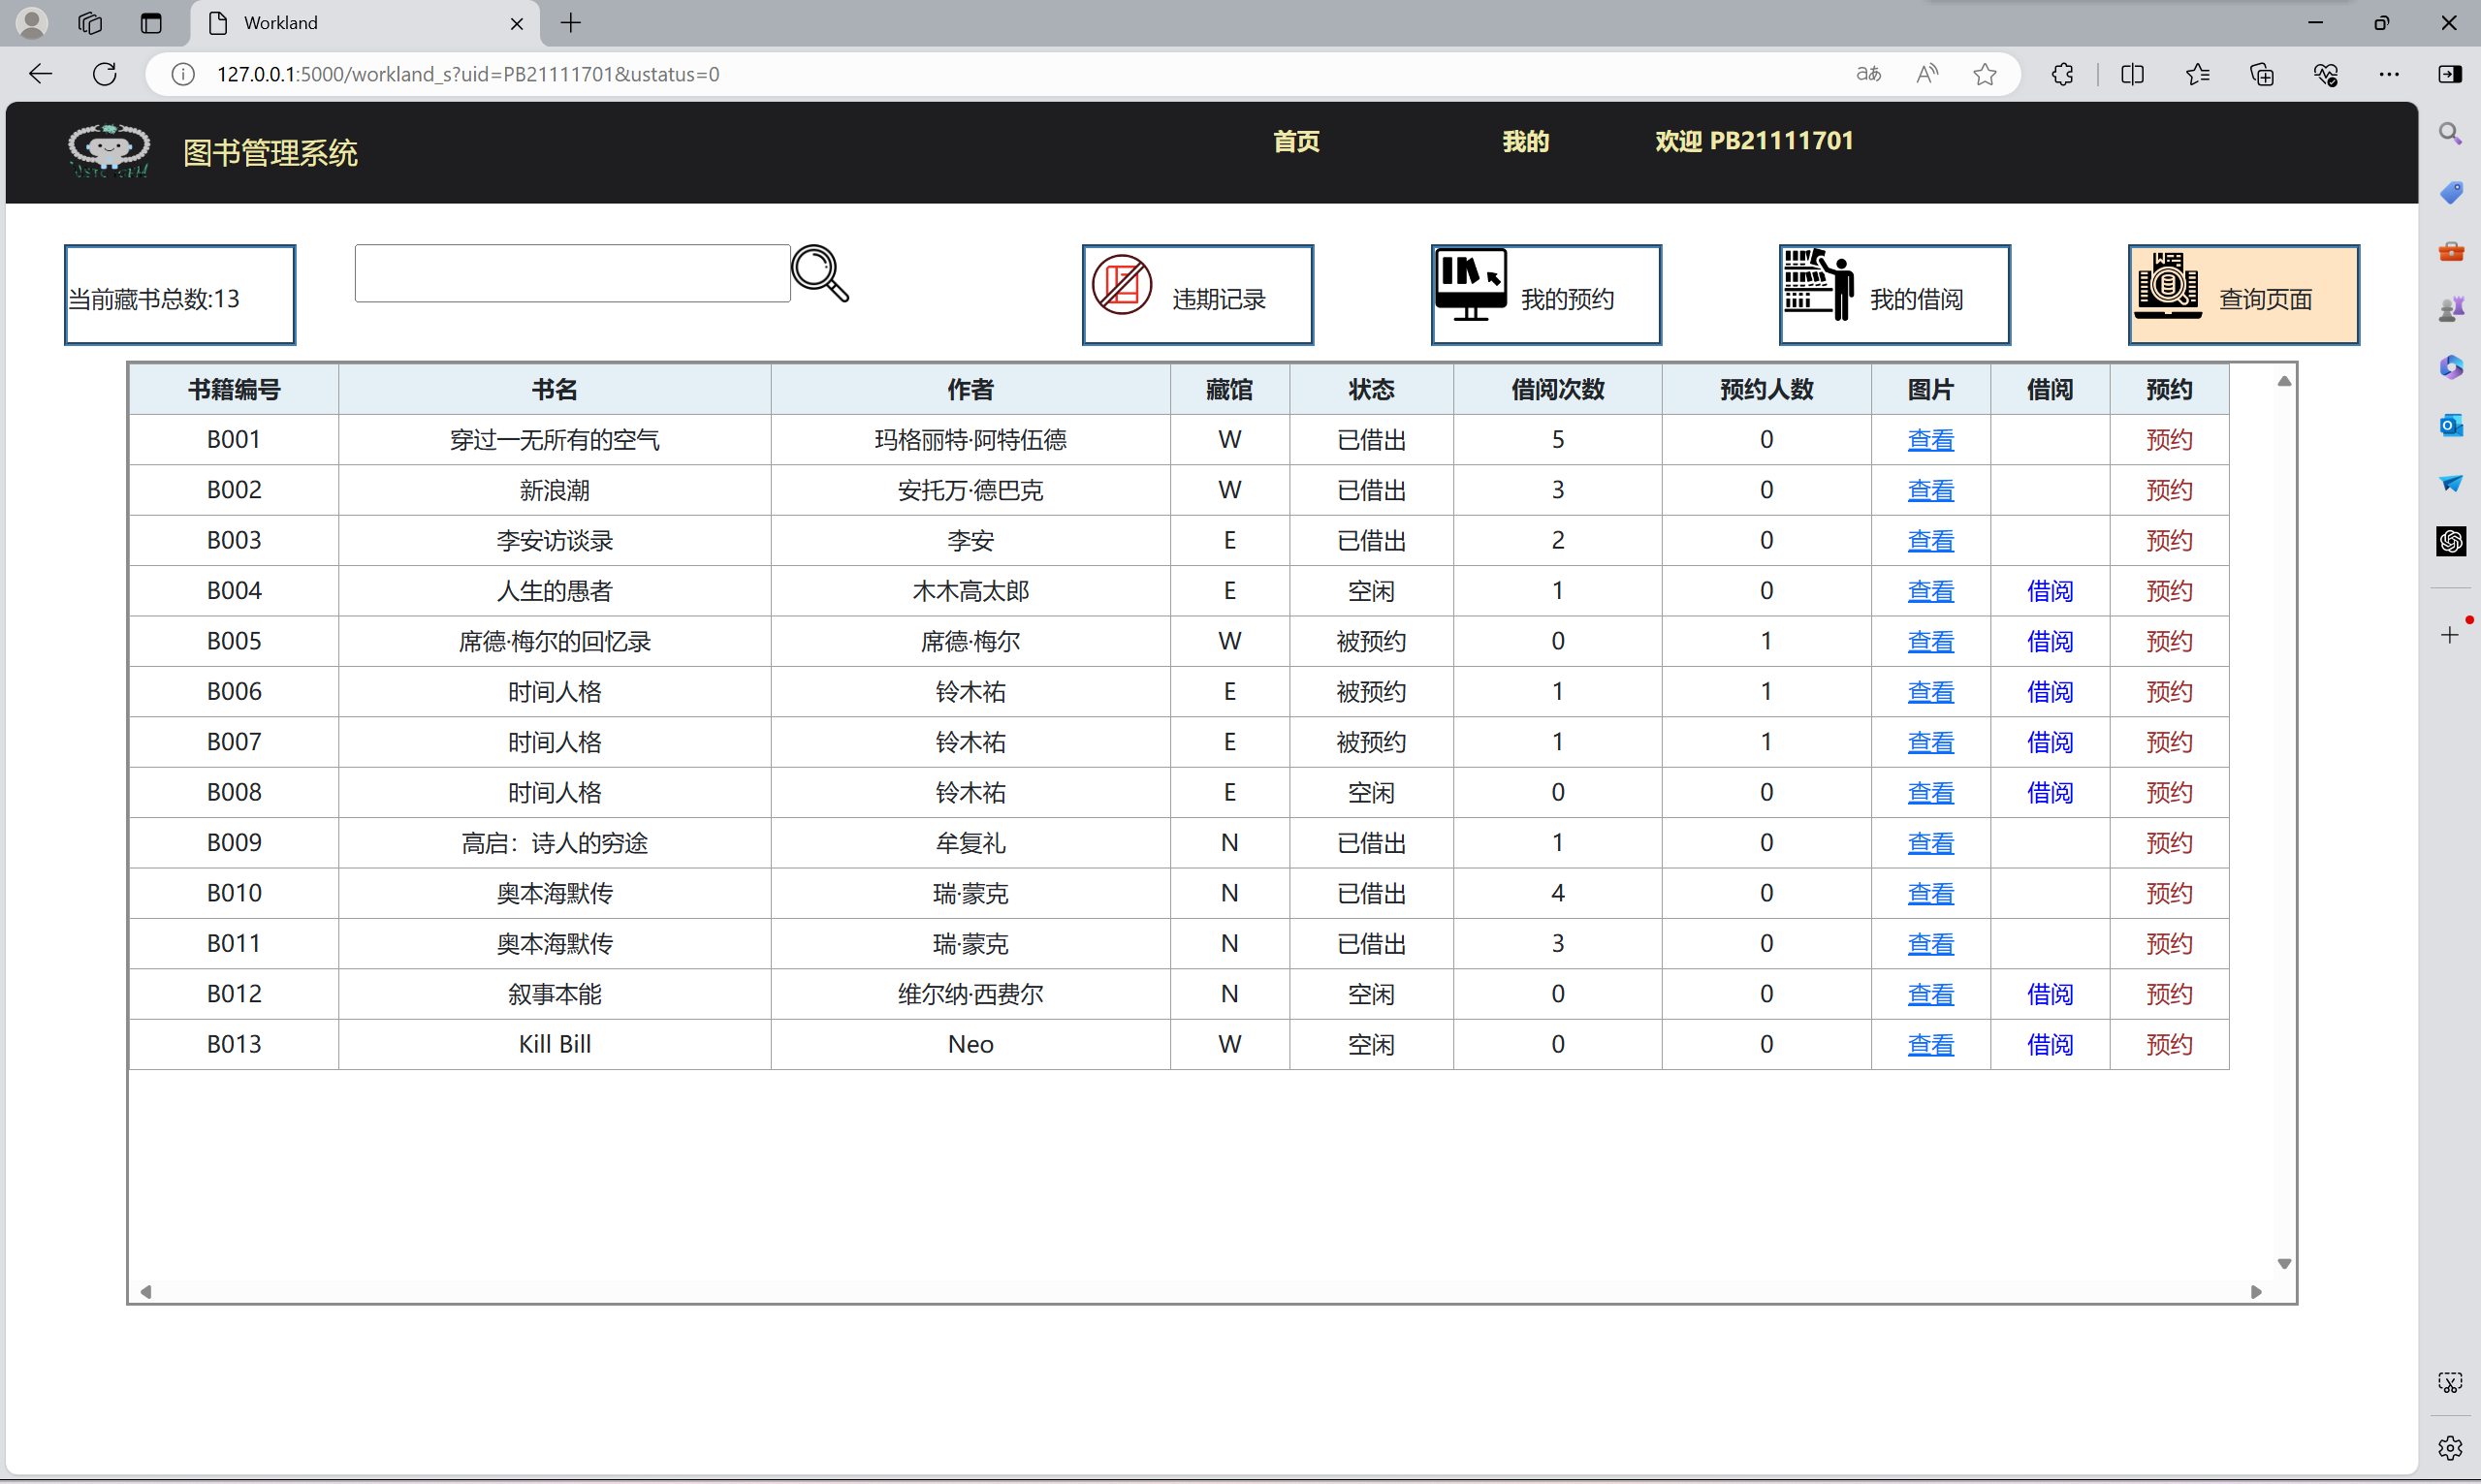 Workland
127.0.0.1:5000/workland_s?uid=PB21111701&ustatus=0
图书管理系统 首页 我的 欢迎 PB21111701
当前藏书总数:13 违期记录 我的预约 我的借阅 查询页面
书籍编号 书名 作者 藏馆 状态 借阅次数 预约人数 图片 借阅 预约
B001 穿过一无所有的空气 玛格丽特·阿特伍德 W 已借出 5 0 查看 预约
B002 新浪潮 安托万·德巴克 W 已借出 3 0 查看 预约
B003 李安访谈录 李安 E 已借出 2 0 查看 预约
B004 人生的愚者 木木高太郎 E 空闲 1 0 查看 借阅 预约
B005 席德·梅尔的回忆录 席德·梅尔 W 被预约 0 1 查看 借阅 预约
B006 时间人格 铃木祐 E 被预约 1 1 查看 借阅 预约
B007 时间人格 铃木祐 E 被预约 1 1 查看 借阅 预约
B008 时间人格 铃木祐 E 空闲 0 0 查看 借阅 预约
B009 高启：诗人的穷途 牟复礼 N 已借出 1 0 查看 预约
B010 奥本海默传 瑞·蒙克 N 已借出 4 0 查看 预约
B011 奥本海默传 瑞·蒙克 N 已借出 3 0 查看 预约
B012 叙事本能 维尔纳·西费尔 N 空闲 0 0 查看 借阅 预约
B013 Kill Bill Neo W 空闲 0 0 查看 借阅 预约